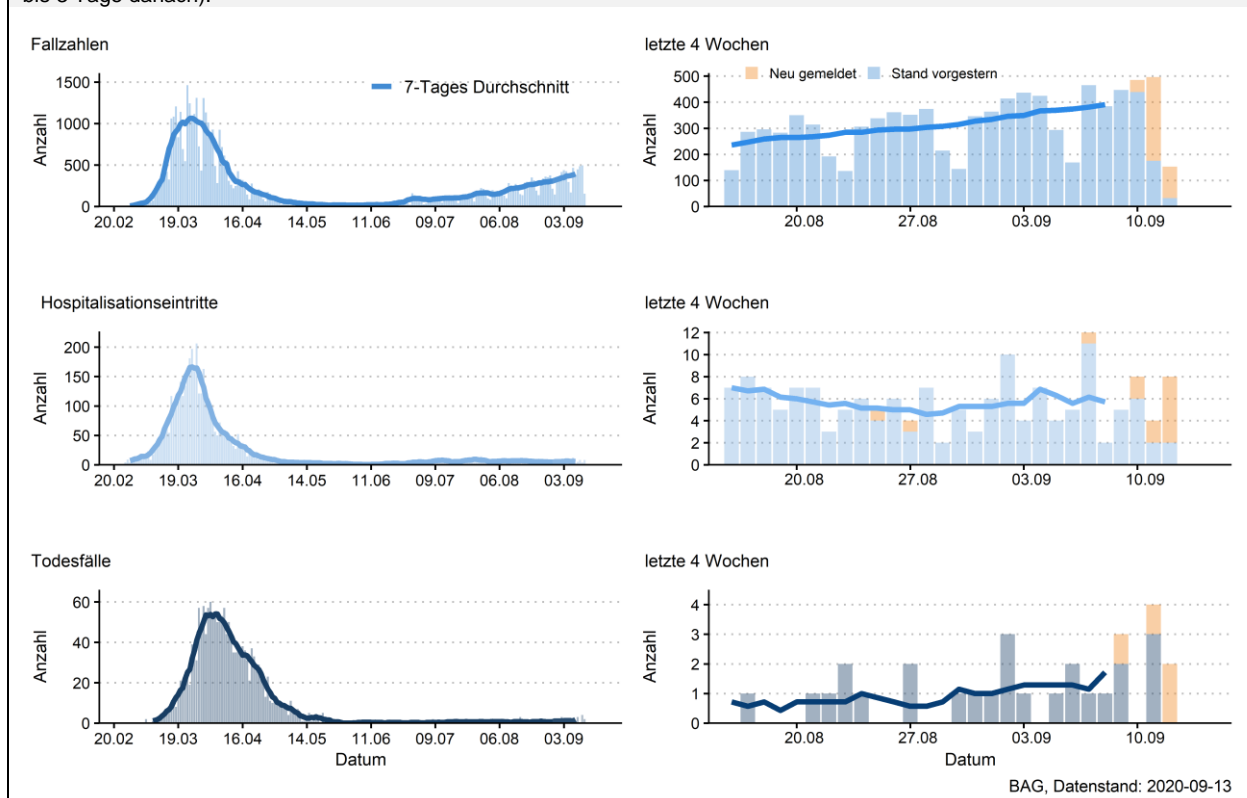 bis 3 Tage danach).
Fallzahlen
letzte 4 Wochen
1500
1000
500
0
Anzahl
7-Tages Durchschnitt
20.02 19.03 16.04 14.05 11.06 09.07 06.08 03.09
500
400
300
200
100
0
Anzahl
Neu gemeldet Stand vorgestern
20.08 27.08 03.09 10.09
Hospitalisationseintritte
letzte 4 Wochen
200
150
100
50
0
Anzahl
20.02 19.03 16.04 14.05 11.06 09.07 06.08 03.09
12
10
8
6
4
2
0
Anzahl
20.08 27.08 03.09 10.09
Todesfälle
letzte 4 Wochen
60
40
20
0
Anzahl
20.02 19.03 16.04 14.05 11.06 09.07 06.08 03.09
Datum
4
3
2
1
0
Anzahl
20.08 27.08 03.09 10.09
Datum
BAG, Datenstand: 2020-09-13